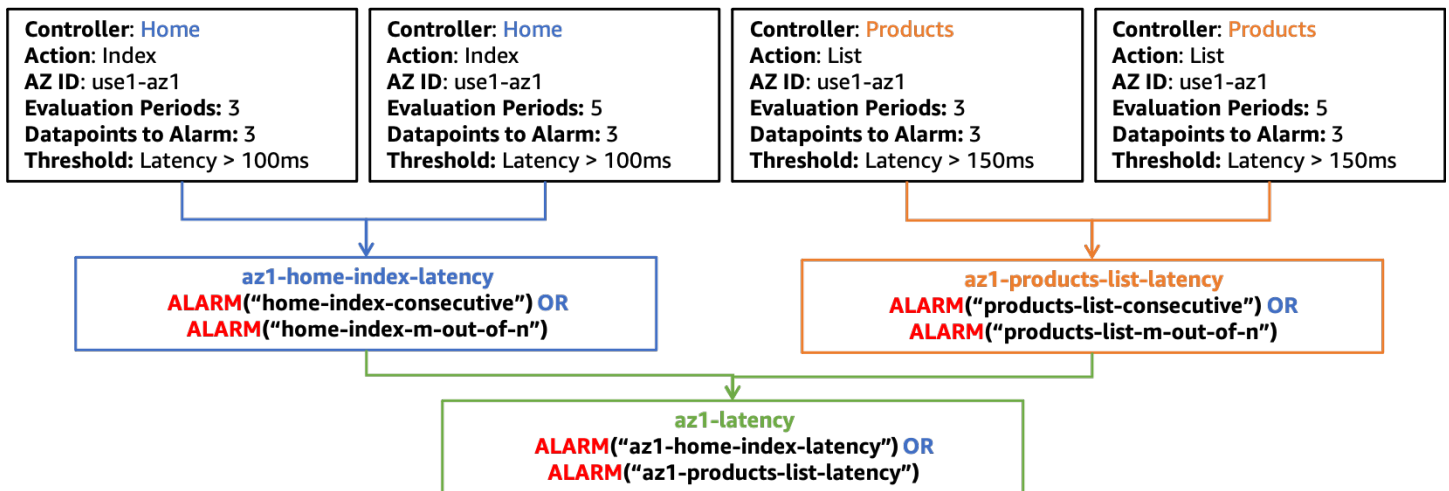 Controller: Home
Action: Index
AZ ID: use1-az1
Evaluation Periods: 3
Datapoints to Alarm: 3
Threshold: Latency > 100ms
Controller: Home
Action: Index
AZ ID: use1-az1
Evaluation Periods: 5
Datapoints to Alarm: 3
Threshold: Latency > 100ms
Controller: Products
Action: List
AZ ID: use1-az1
Evaluation Periods: 3
Datapoints to Alarm: 3
Threshold: Latency > 150ms
Controller: Products
Action: List
AZ ID: use1-az1
Evaluation Periods: 5
Datapoints to Alarm: 3
Threshold: Latency > 150ms
az1-home-index-latency
ALARM(“home-index-consecutive”) OR
ALARM(“home-index-m-out-of-n”)
az1-products-list-latency
ALARM(“products-list-consecutive”) OR
ALARM(“products-list-m-out-of-n”)
az1-latency
ALARM(“az1-home-index-latency”) OR
ALARM(“az1-products-list-latency”)